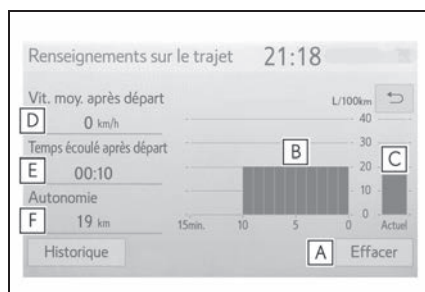 Renseignements sur le trajet 21:18
Vit. moy. après départ
L/100km
D 0 km/h
40
Temps écoulé après départ
30
B
E 00:10
20
C
Autonomie
10
F 19 km
0
15min. 10 5 0 Actuel
Historique
A Effacer